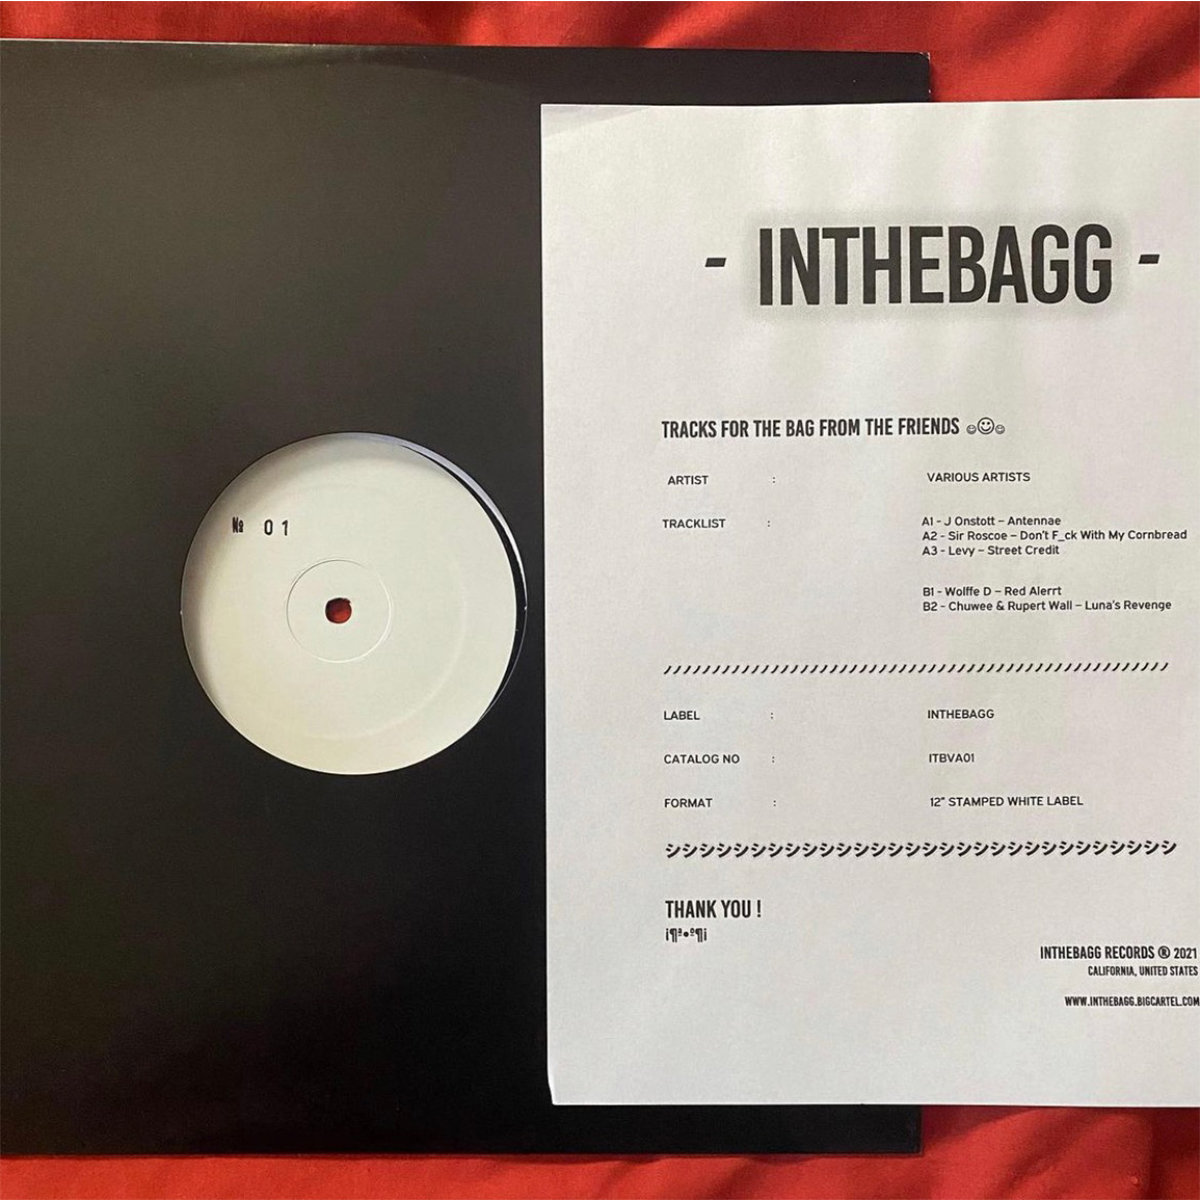 № 01
- INTHEBAGG -
TRACKS FOR THE BAG FROM THE FRIENDS ☺☺☺
ARTIST : VARIOUS ARTISTS
TRACKLIST : A1 - J Onstott – Antennae
A2 - Sir Roscoe – Don't F_ck With My Cornbread
A3 - Levy – Street Credit
B1 - Wolffe D – Red Alerrt
B2 - Chuwee & Rupert Wall – Luna's Revenge
LABEL : INTHEBAGG
CATALOG NO : ITBVA01
FORMAT : 12" STAMPED WHITE LABEL
シシシシシシシシシシシシシシシシシシシシシシシシシシシシシシ
THANK YOU !
¡¶ª•º¶¡
INTHEBAGG RECORDS ® 2021
CALIFORNIA, UNITED STATES
WWW.INTHEBAGG.BIGCARTEL.COM